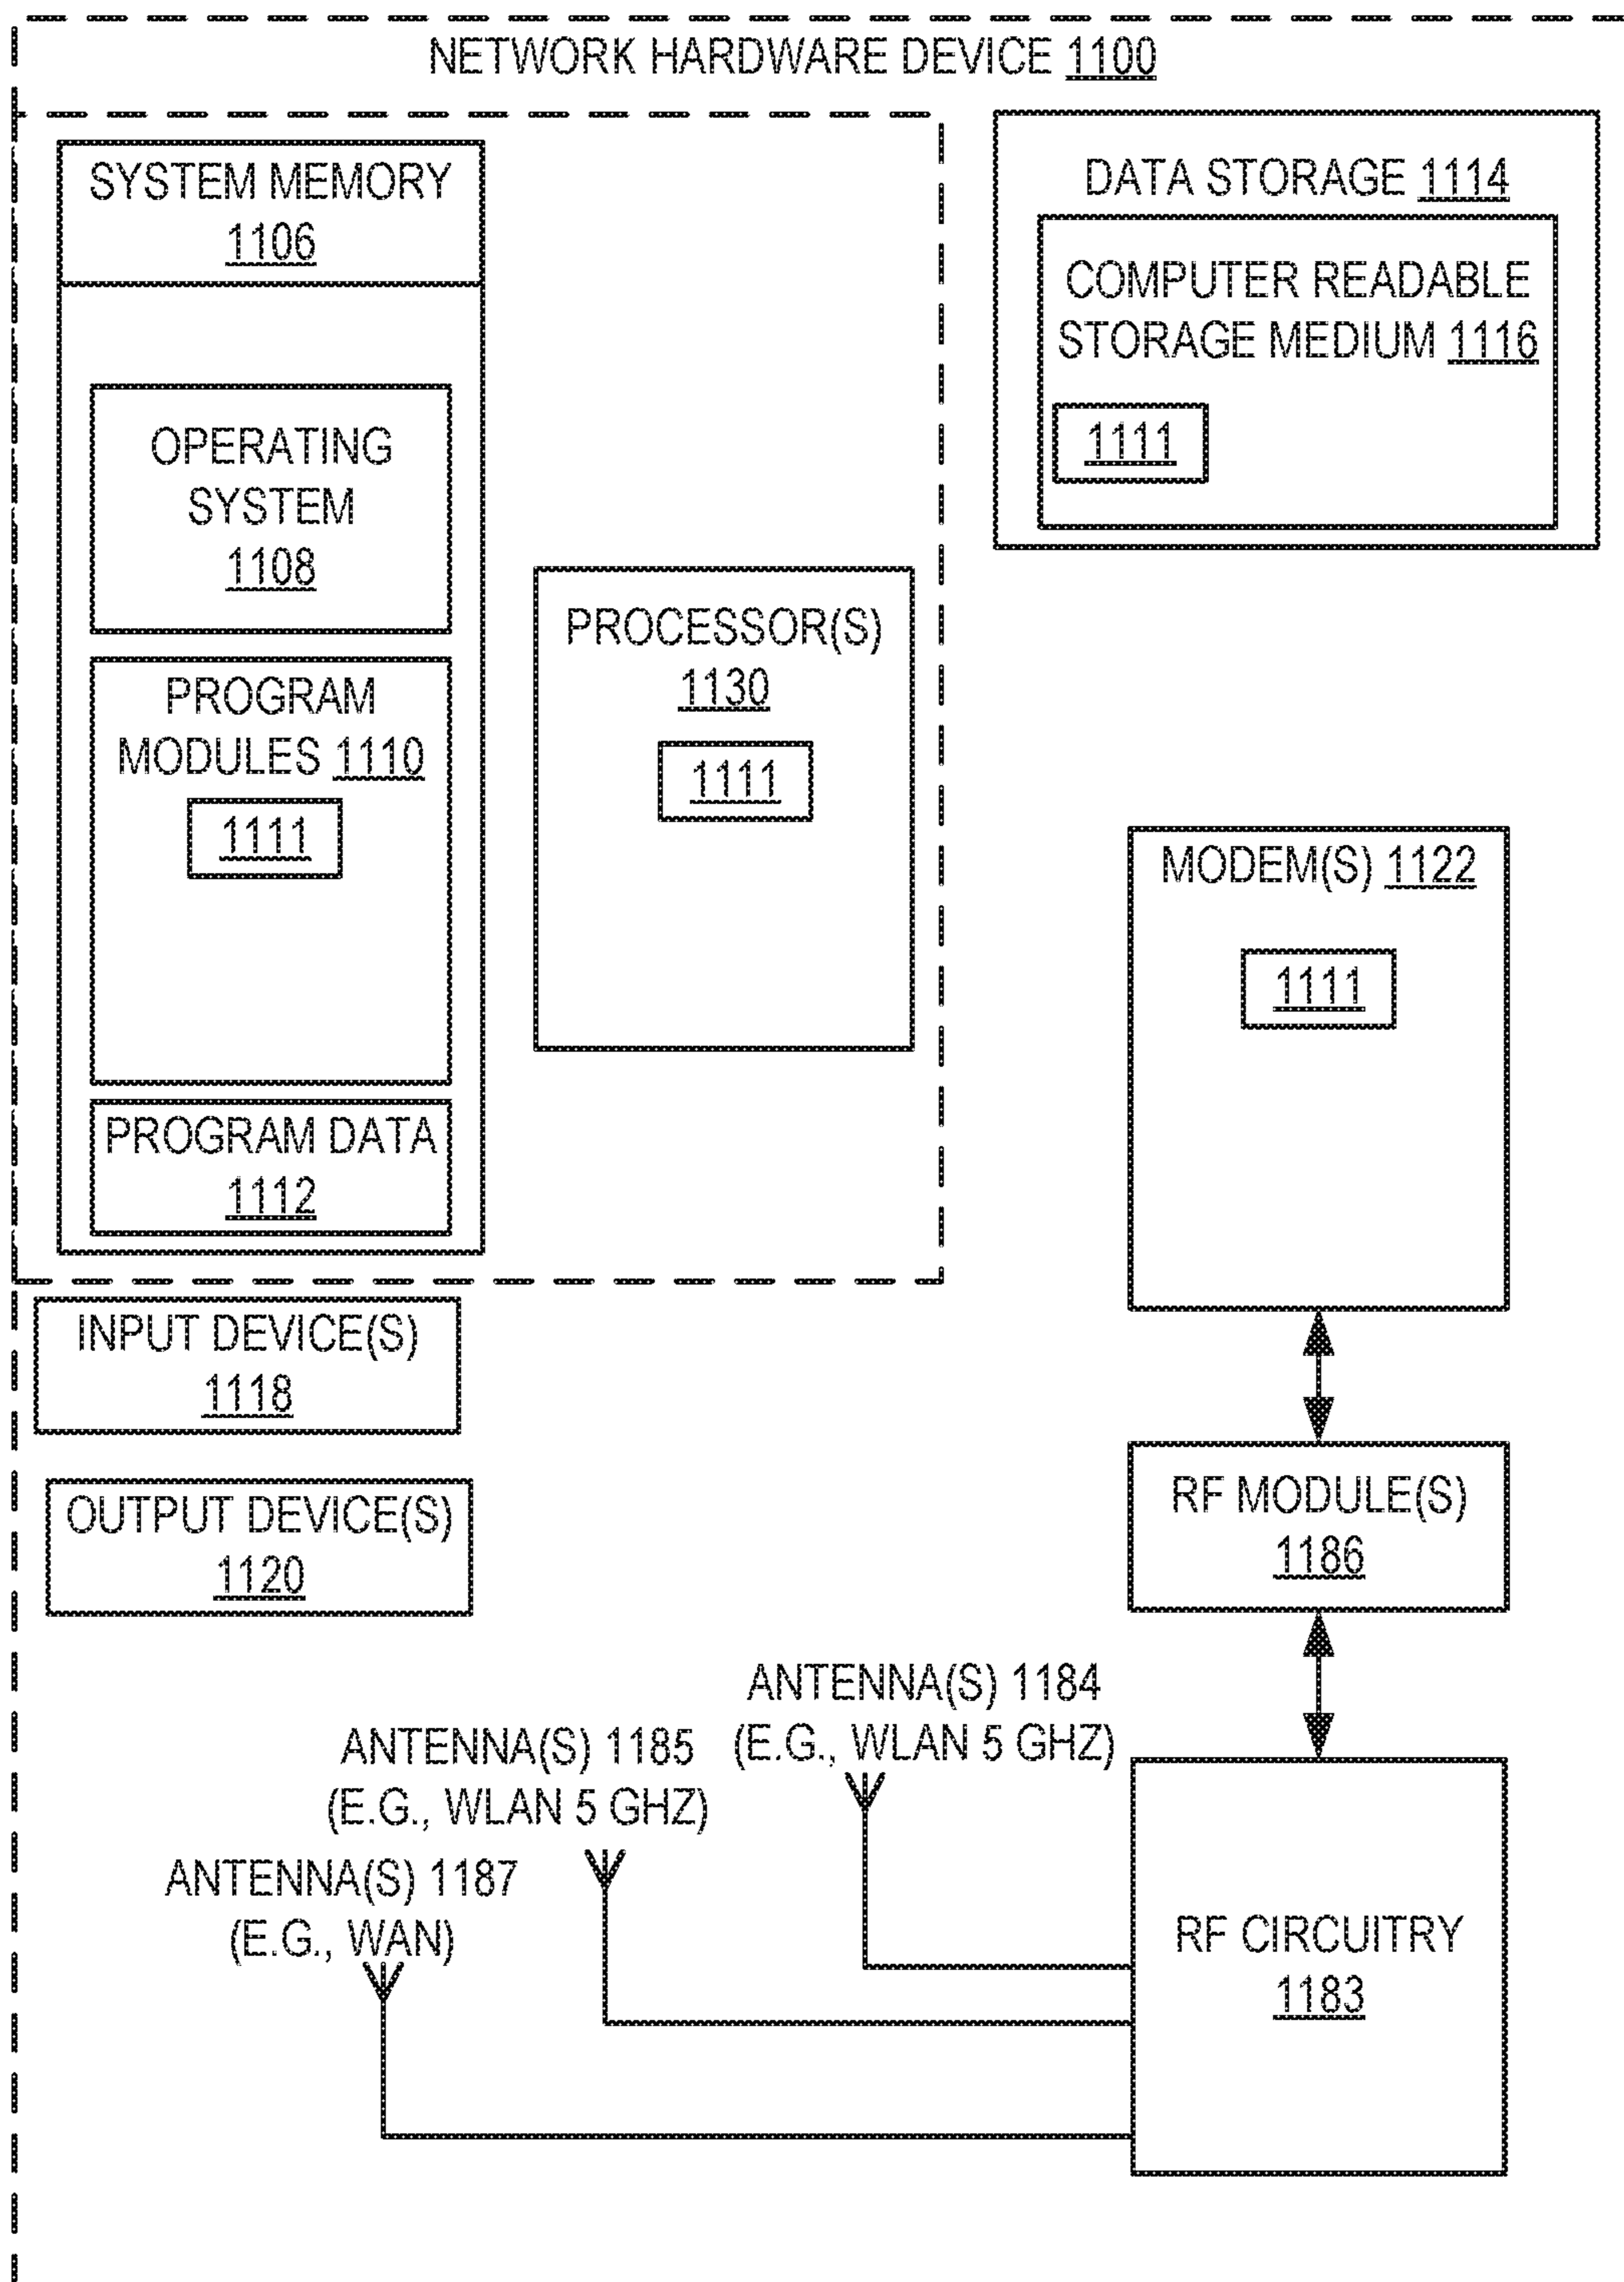 NETWORK HARDWARE DEVICE 1100
SYSTEM MEMORY
1106
OPERATING
SYSTEM
1108
PROGRAM
MODULES 1110
1111
PROGRAM DATA
1112
PROCESSOR(S)
1130
1111
DATA STORAGE 1114
COMPUTER READABLE
STORAGE MEDIUM 1116
1111
MODEM(S) 1122
1111
INPUT DEVICE(S)
1118
OUTPUT DEVICE(S)
1120
RF MODULE(S)
1186
ANTENNA(S) 1184
(E.G., WLAN 5 GHZ)
ANTENNA(S) 1185
(E.G., WLAN 5 GHZ)
ANTENNA(S) 1187
(E.G., WAN)
RF CIRCUITRY
1183